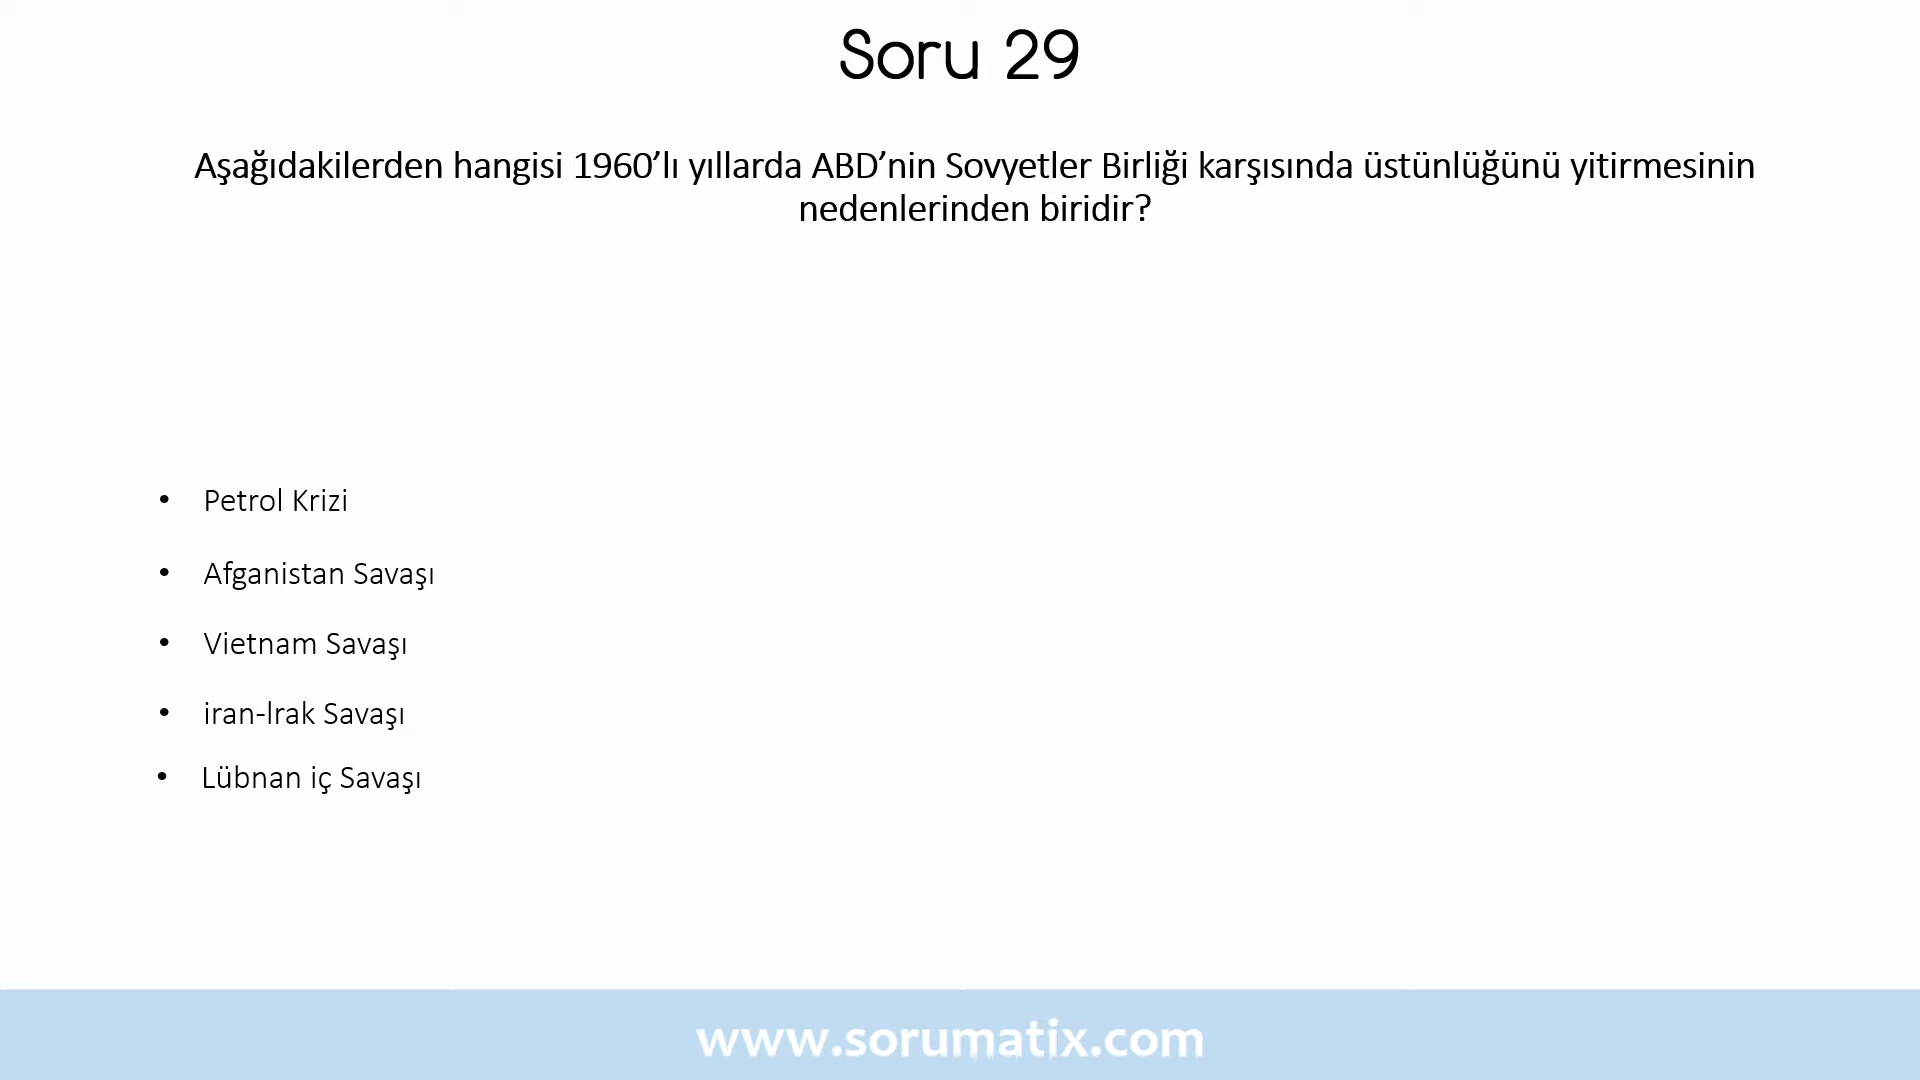 Soru 29
Aşağıdakilerden hangisi 1960’lı yıllarda ABD’nin Sovyetler Birliği karşısında üstünlüğünü yitirmesinin
nedenlerinden biridir?
• Petrol Krizi
• Afganistan Savaşı
• Vietnam Savaşı
• iran-lrak Savaşı
• Lübnan iç Savaşı
www.sorumatix.com